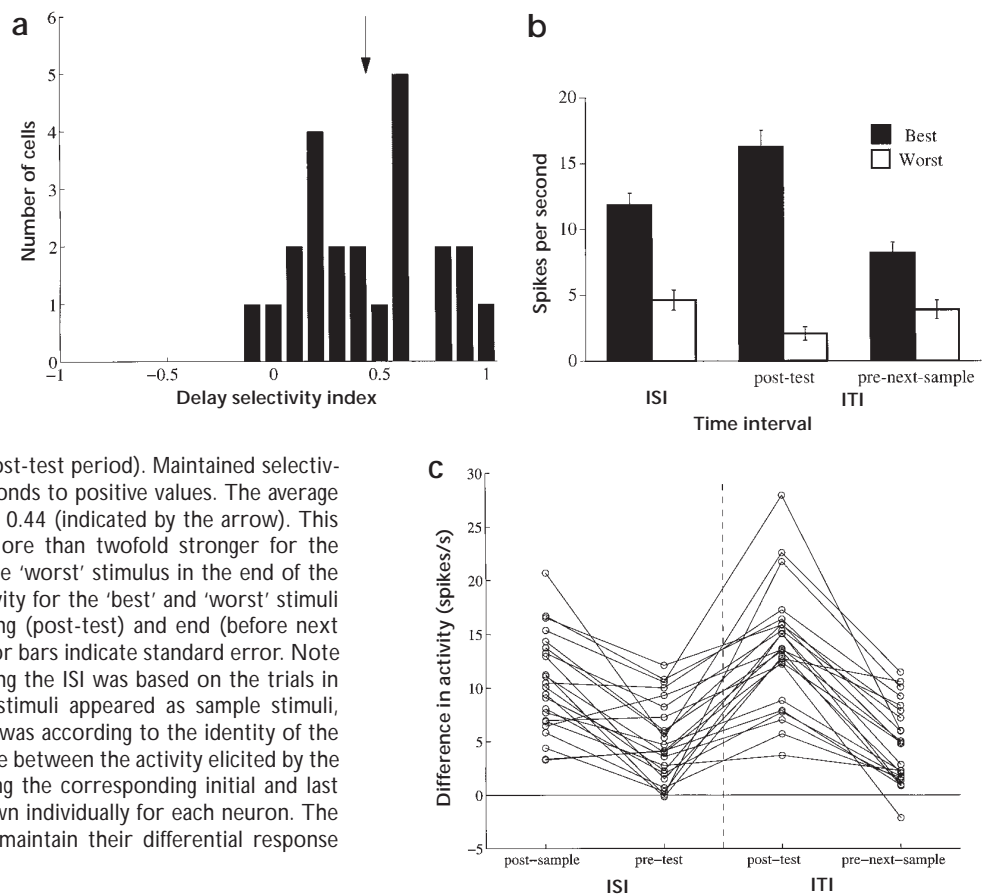 a
6
5
4
3
2
1
0
Number of cells
−1
−0.5
0
0.5
1
Delay selectivity index
b
20
15
10
5
0
Spikes per second
Best
Worst
post-test
pre-next-sample
ISI
ITI
Time interval
ost-test period). Maintained selectiv-
onds to positive values. The average
0.44 (indicated by the arrow). This
ore than twofold stronger for the
e ‘worst’ stimulus in the end of the
vity for the ‘best’ and ‘worst’ stimuli
ng (post-test) and end (before next
or bars indicate standard error. Note
ng the ISI was based on the trials in
stimuli appeared as sample stimuli,
was according to the identity of the
e between the activity elicited by the
ng the corresponding initial and last
wn individually for each neuron. The
maintain their differential response
c
30
25
20
15
10
5
0
−5
Difference in activity (spikes/s)
post–sample
pre–test
post–test
pre–next–sample
ISI
ITI